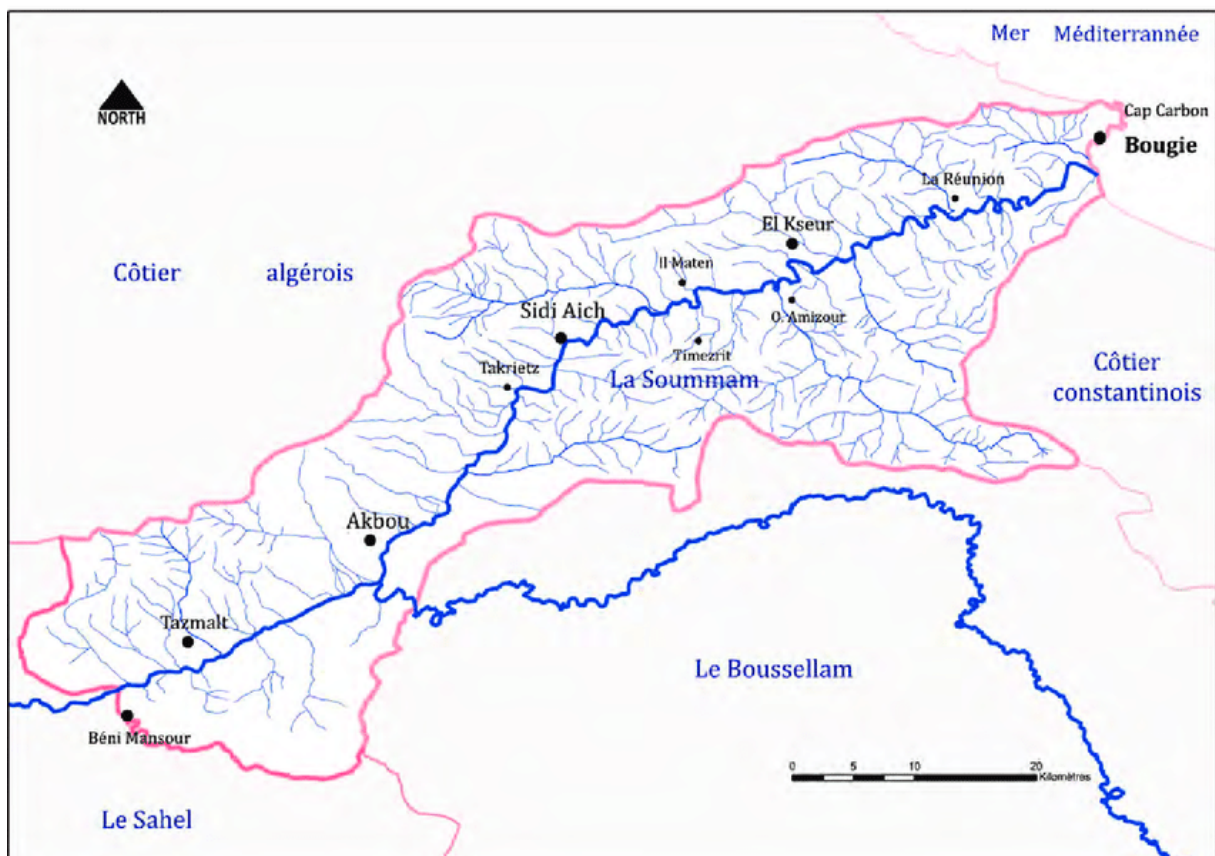 Mer Méditerrannée
NORTH
Cap Carbon
Bougie
La Réunion
El Kseur
Côtier algérois
Il Maten
O. Amizour
Sidi Aich
Timezrit
Takrietz
La Soummam
Côtier
constantinois
Akbou
Tazmalt
Le Boussellam
Béni Mansour
0 5 10 20
Kilomètres
Le Sahel